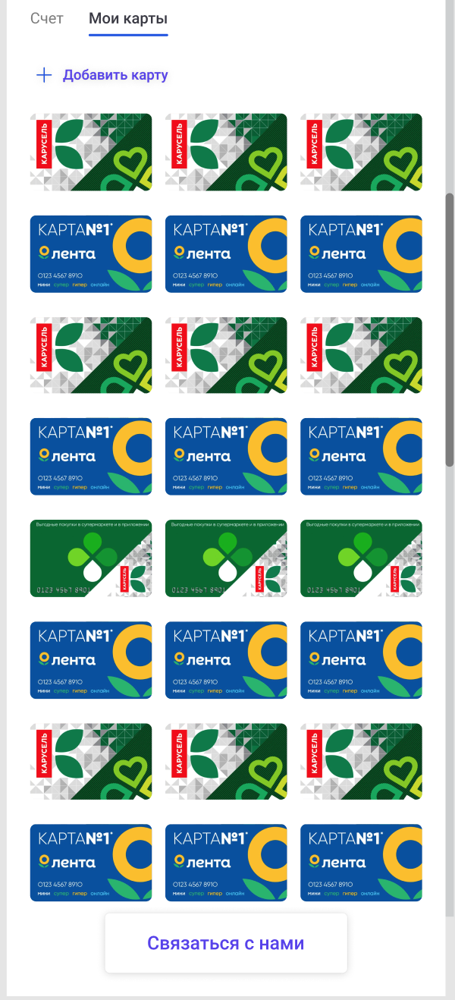 Счет Мои карты
Добавить карту
КАРУСЕЛЬ КАРУСЕЛЬ КАРУСЕЛЬ
КАРТА№1* КАРТА№1* КАРТА№1*
лента лента лента
0123 4567 8910 0123 4567 8910 0123 4567 8910
мини супер гипер онлайн мини супер гипер онлайн мини супер гипер онлайн
КАРУСЕЛЬ КАРУСЕЛЬ КАРУСЕЛЬ
КАРТА№1* КАРТА№1* КАРТА№1*
лента лента лента
0123 4567 8910 0123 4567 8910 0123 4567 8910
мини супер гипер онлайн мини супер гипер онлайн мини супер гипер онлайн
Выгодные покупки в супермаркете и в приложении Выгодные покупки в супермаркете и в приложении Выгодные покупки в супермаркете и в приложении
КАРУСЕЛЬ КАРУСЕЛЬ КАРУСЕЛЬ
0123 4567 8901 0123 4567 8901 0123 4567 8901
КАРТА№1* КАРТА№1* КАРТА№1*
лента лента лента
0123 4567 8910 0123 4567 8910 0123 4567 8910
мини супер гипер онлайн мини супер гипер онлайн мини супер гипер онлайн
КАРУСЕЛЬ КАРУСЕЛЬ КАРУСЕЛЬ
КАРТА№1* КАРТА№1* КАРТА№1*
лента лента лента
0123 4567 8910 0123 4567 8910 0123 4567 8910
мини супер гипер онлайн мини супер гипер онлайн мини супер гипер онлайн
Связаться с нами